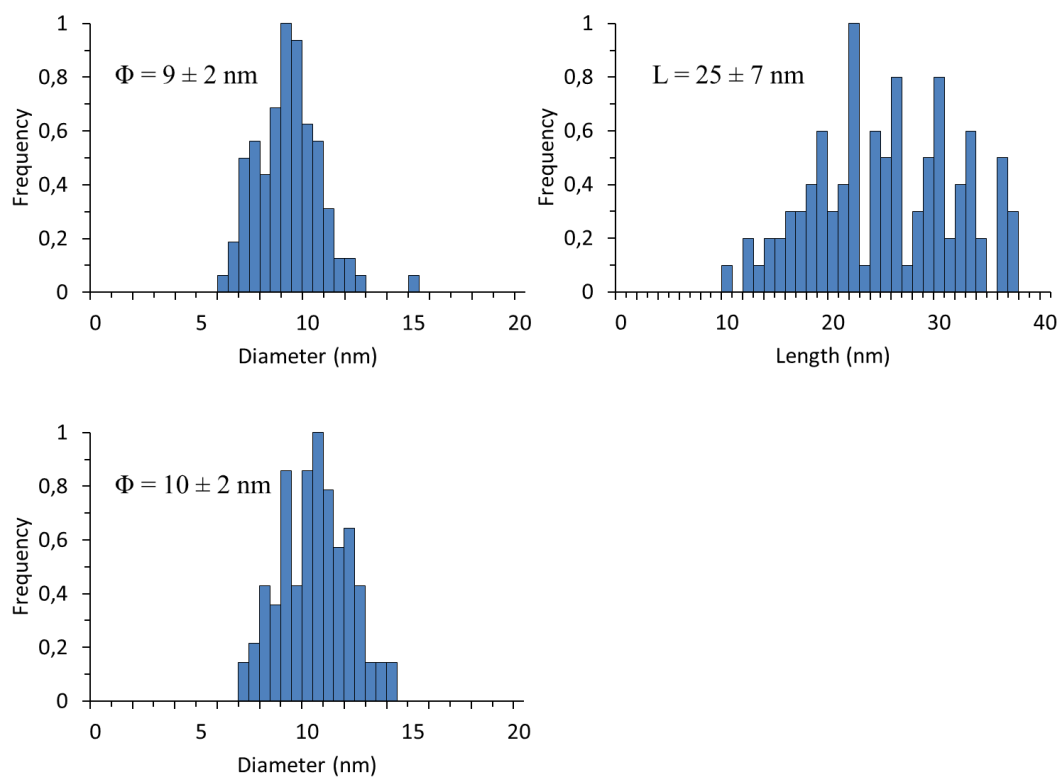 1
0,8
0,6
0,4
0,2
0
Frequency
Φ = 9 ± 2 nm
0 5 10 15 20
Diameter (nm)
1
0,8
0,6
0,4
0,2
0
Frequency
L = 25 ± 7 nm
0 10 20 30 40
Length (nm)
1
0,8
0,6
0,4
0,2
0
Frequency
Φ = 10 ± 2 nm
0 5 10 15 20
Diameter (nm)